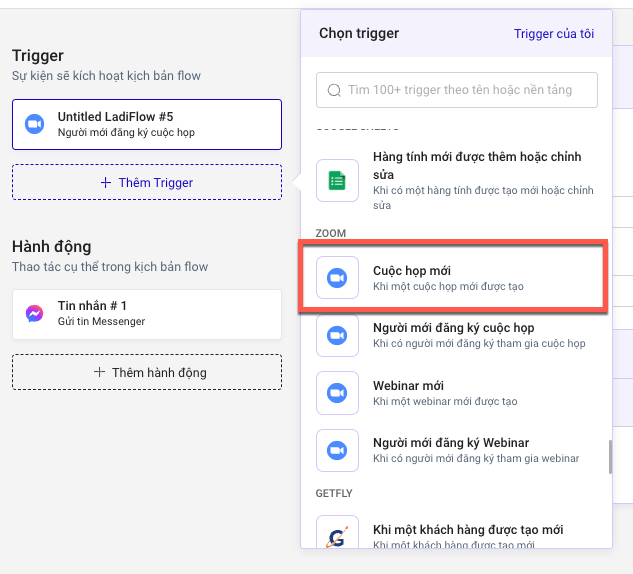 Trigger
Sự kiện sẽ kích hoạt kịch bản flow
Untitled LadiFlow #5
Người mới đăng ký cuộc họp
Thêm Trigger
Hành động
Thao tác cụ thể trong kịch bản flow
Tin nhắn # 1
Gửi tin Messenger
Thêm hành động
Chọn trigger
Trigger của tôi
Tìm 100+ trigger theo tên hoặc nền tảng
GOOGLE SHEETS
Hàng tính mới được thêm hoặc chỉnh
sửa
Khi có một hàng tính được tạo mới hoặc chỉnh
sửa
ZOOM
Cuộc họp mới
Khi một cuộc họp mới được tạo
Người mới đăng ký cuộc họp
Khi có người mới đăng ký tham gia cuộc họp
Webinar mới
Khi một webinar mới được tạo
Người mới đăng ký Webinar
Khi có người mới đăng ký tham gia webinar
GETFLY
Khi một khách hàng được tạo mới
Khi một khách hàng được tạo mới